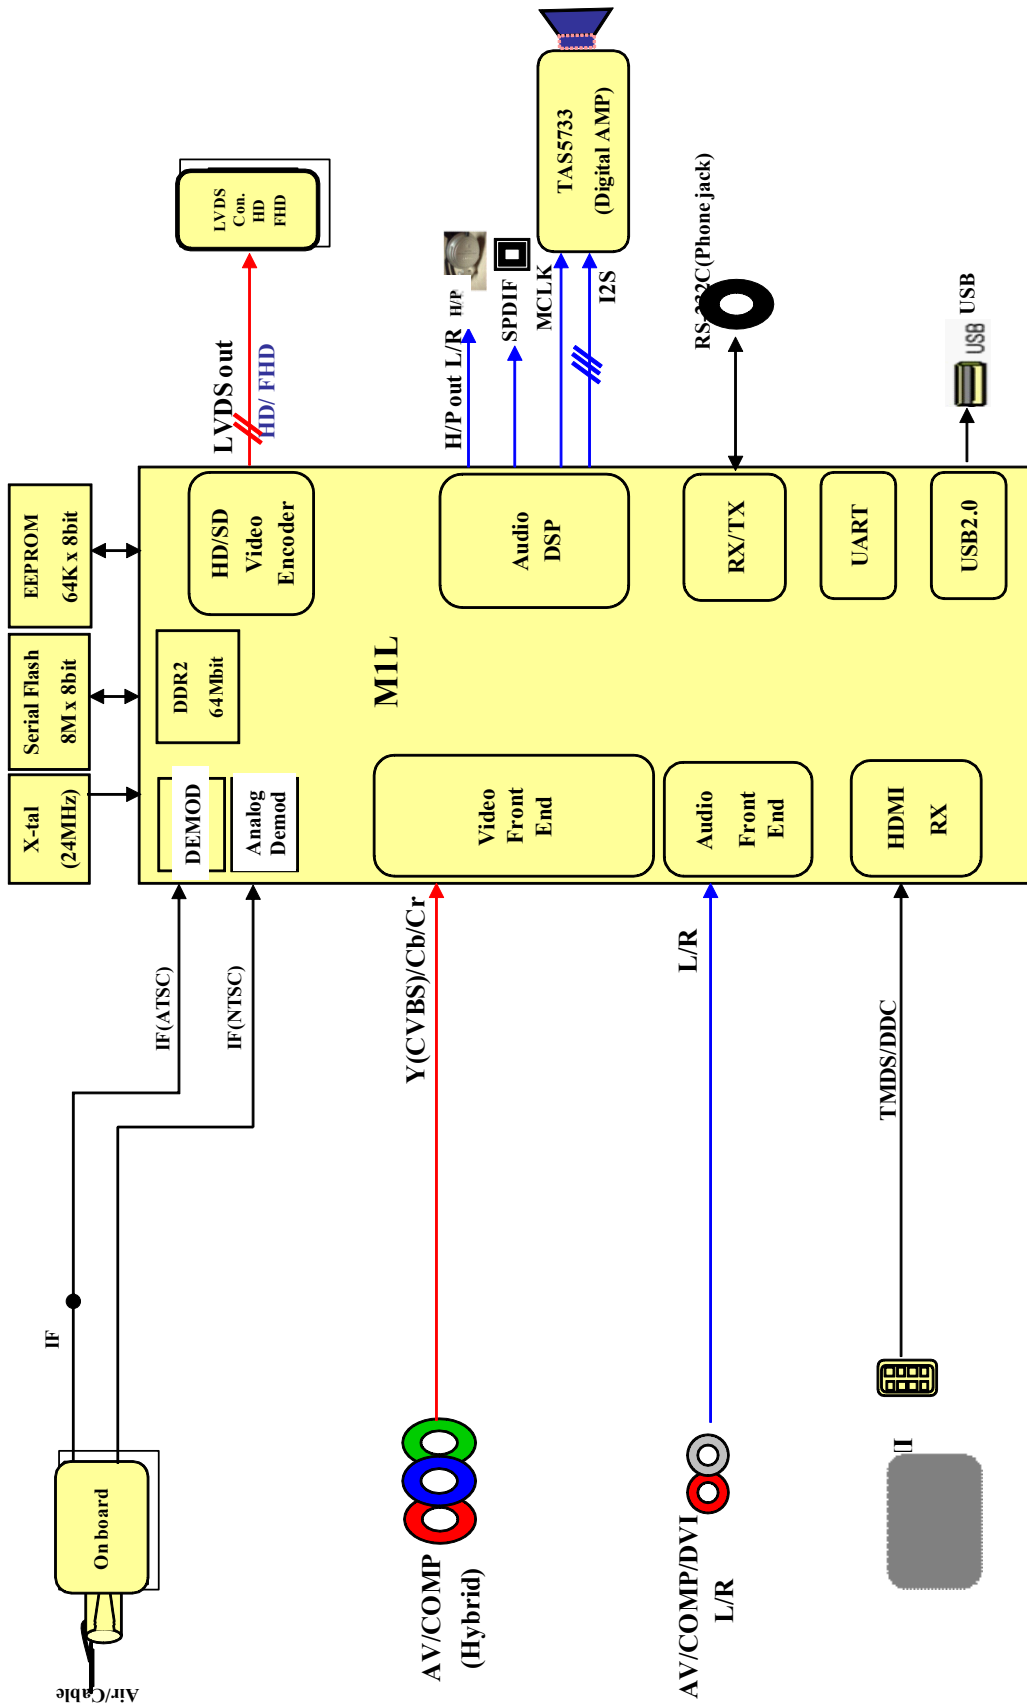 X-tal
(24MHz)
Serial Flash
8M x 8bit
EEPROM
64K x 8bit
Air/Cable
Onboard
IF
IF(ATSC)
IF(NTSC)
DEMOD
Analog
Demod
DDR2
64Mbit
HD/SD
Video
Encoder
LVDS out
HD/ FHD
LVDS
Con.
HD
FHD
M1L
AV/COMP
(Hybrid)
Y(CVBS)/Cb/Cr
Video
Front
End
Audio
DSP
H/P out L/R
H/P
SPDIF
MCLK
I2S
TAS5733
(Digital AMP)
AV/COMP/DVI
L/R
L/R
Audio
Front
End
RX/TX
RS-232C(Phone jack)
UART
TMDS/DDC
HDMI
RX
USB2.0
USB
USB